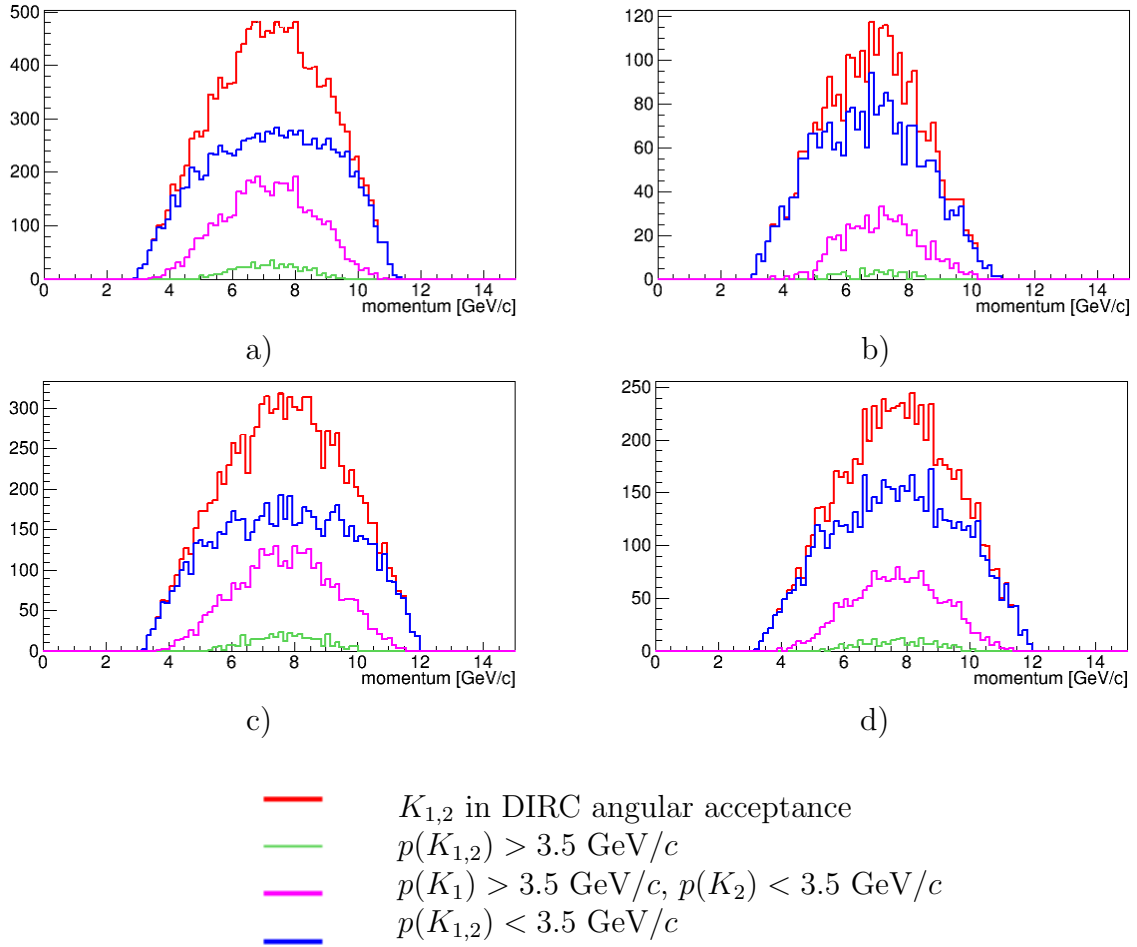 500
400
300
200
100
0
0 2 4 6 8 10 12 14
momentum [GeV/c]
a)
120
100
80
60
40
20
0
0 2 4 6 8 10 12 14
momentum [GeV/c]
b)
300
250
200
150
100
50
0
0 2 4 6 8 10 12 14
momentum [GeV/c]
c)
250
200
150
100
50
0
0 2 4 6 8 10 12 14
momentum [GeV/c]
d)
K₁,₂ in DIRC angular acceptance
p(K₁,₂) > 3.5 GeV/c
p(K₁) > 3.5 GeV/c, p(K₂) < 3.5 GeV/c
p(K₁,₂) < 3.5 GeV/c